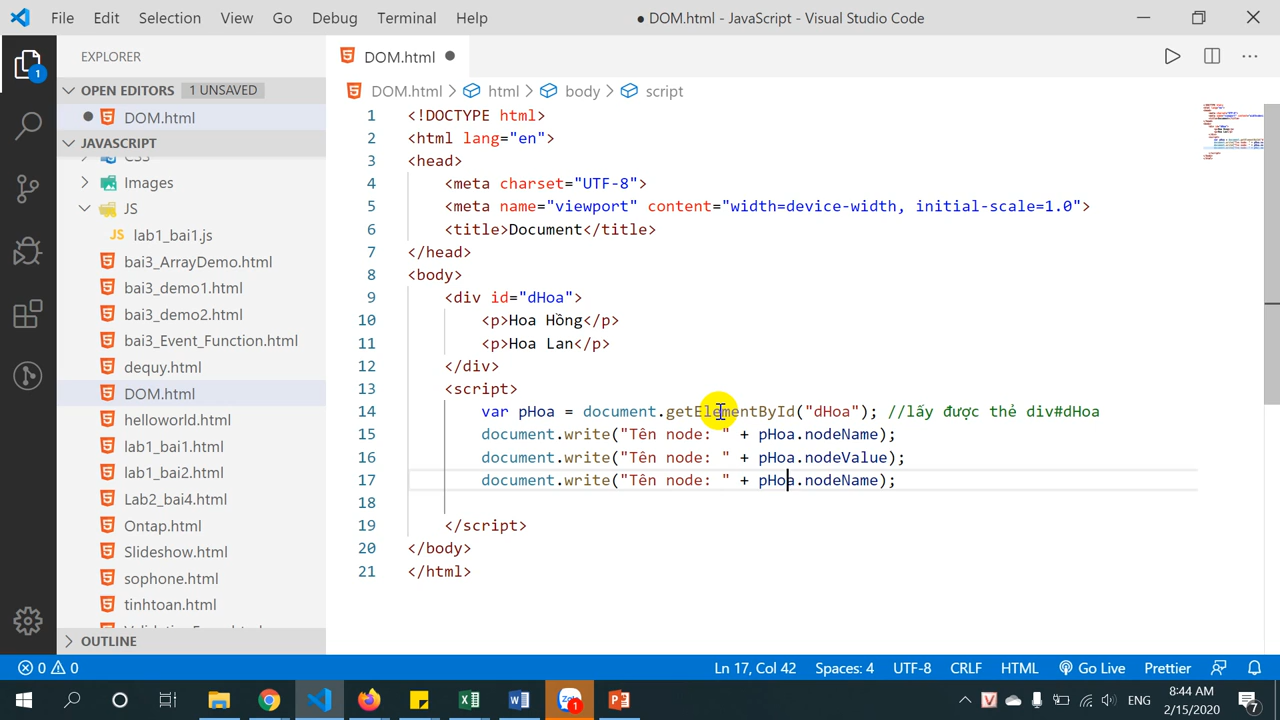 File Edit Selection View Go Debug Terminal Help
● DOM.html - JavaScript - Visual Studio Code
EXPLORER
OPEN EDITORS 1 UNSAVED
DOM.html
JAVASCRIPT
CSS
Images
JS
JS lab1_bai1.js
bai3_ArrayDemo.html
bai3_demo1.html
bai3_demo2.html
bai3_Event_Function.html
dequy.html
DOM.html
helloworld.html
lab1_bai1.html
lab1_bai2.html
Lab2_bai4.html
Ontap.html
Slideshow.html
sophone.html
tinhtoan.html
OUTLINE
DOM.html
DOM.html > html > body > script
1 <!DOCTYPE html>
2 <html lang="en">
3 <head>
4 <meta charset="UTF-8">
5 <meta name="viewport" content="width=device-width, initial-scale=1.0">
6 <title>Document</title>
7 </head>
8 <body>
9 <div id="dHoa">
10 <p>Hoa Hồng</p>
11 <p>Hoa Lan</p>
12 </div>
13 <script>
14 var pHoa = document.getElementById("dHoa"); //lấy được thẻ div#dHoa
15 document.write("Tên node: " + pHoa.nodeName);
16 document.write("Tên node: " + pHoa.nodeValue);
17 document.write("Tên node: " + pHoa.nodeName);
18
19 </script>
20 </body>
21 </html>
0 0 Ln 17, Col 42 Spaces: 4 UTF-8 CRLF HTML Go Live Prettier
ENG 8:44 AM
2/15/2020